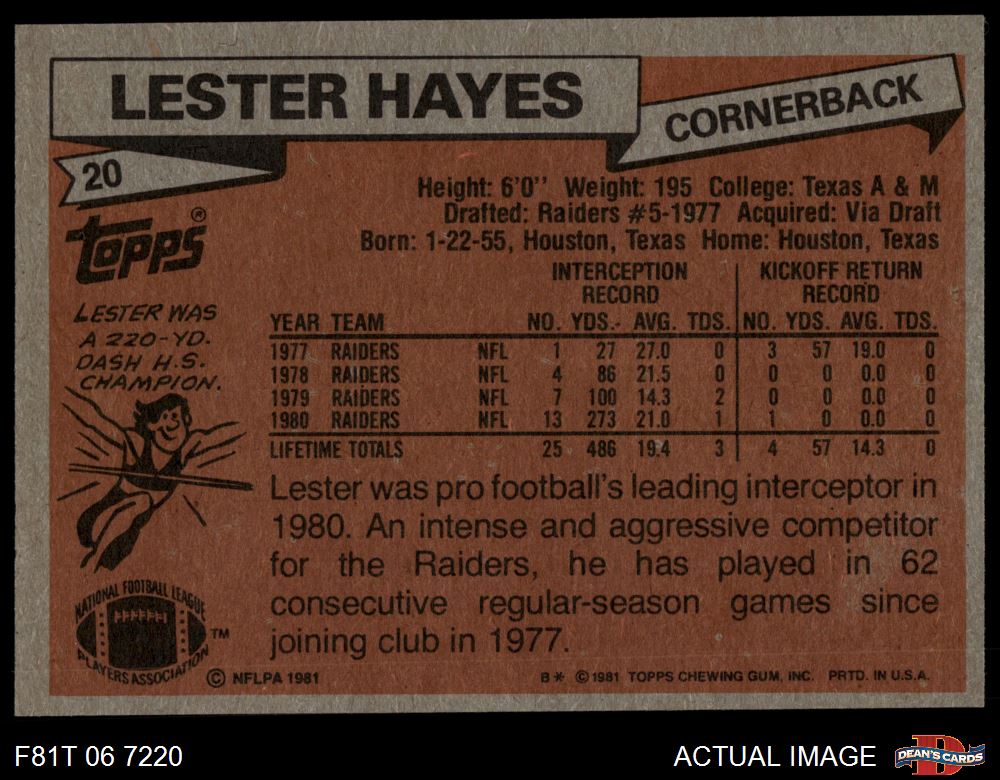 LESTER HAYES
CORNERBACK
20
Height: 6'0'' Weight: 195 College: Texas A & M
Drafted: Raiders #5-1977 Acquired: Via Draft
Born: 1-22-55, Houston, Texas Home: Houston, Texas
TOPPS®
LESTER WAS
A 220-YD.
DASH H.S.
CHAMPION.
INTERCEPTION RECORD | KICKOFF RETURN RECORD
YEAR TEAM NO. YDS.- AVG. TDS. NO. YDS. AVG. TDS.
1977 RAIDERS NFL 1 27 27.0 0 3 57 19.0 0
1978 RAIDERS NFL 4 86 21.5 0 0 0 0.0 0
1979 RAIDERS NFL 7 100 14.3 2 0 0 0.0 0
1980 RAIDERS NFL 13 273 21.0 1 1 0 0.0 0
LIFETIME TOTALS 25 486 19.4 3 4 57 14.3 0
Lester was pro football's leading interceptor in
1980. An intense and aggressive competitor
for the Raiders, he has played in 62
consecutive regular-season games since
joining club in 1977.
NATIONAL FOOTBALL LEAGUE
PLAYERS ASSOCIATION
TM
© NFLPA 1981
B* © 1981 TOPPS CHEWING GUM, INC. PRTD. IN U.S.A.
F81T 06 7220
ACTUAL IMAGE
DEAN'S CARDS